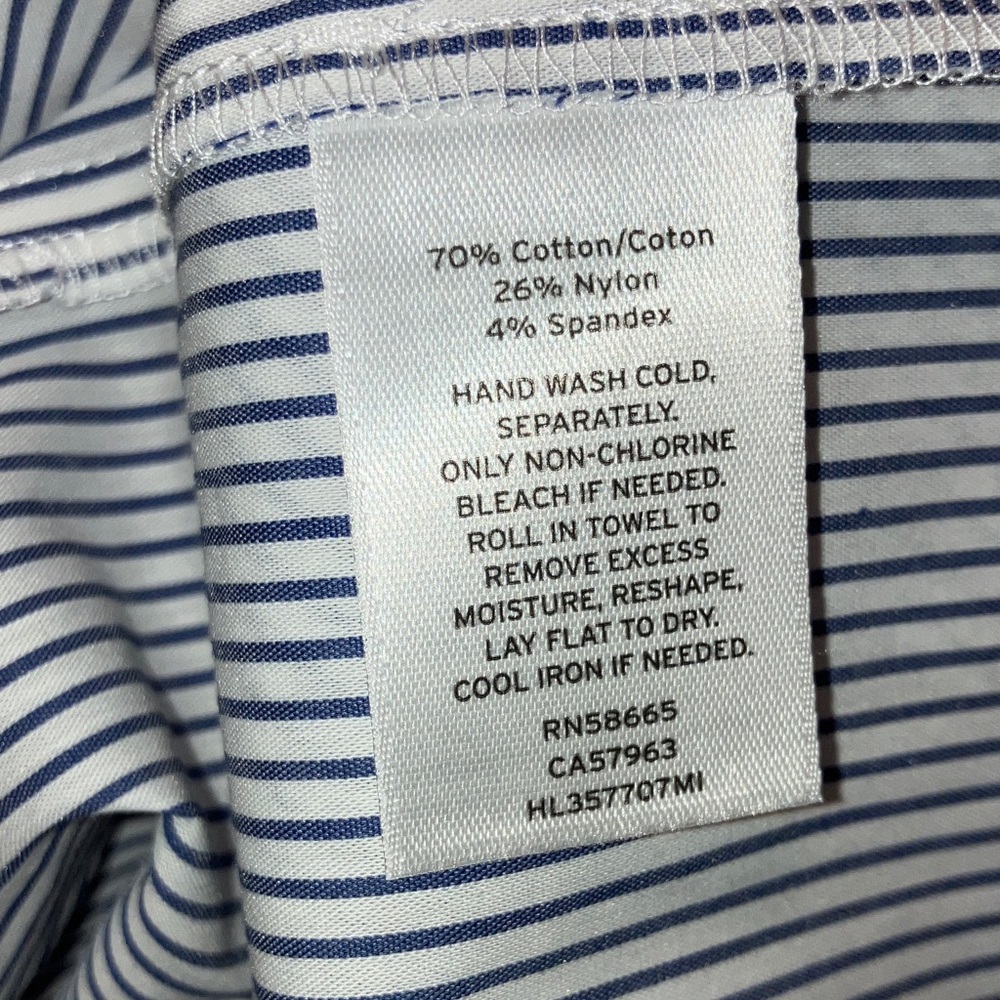 70% Cotton/Coton
26% Nylon
4% Spandex
HAND WASH COLD,
SEPARATELY.
ONLY NON-CHLORINE
BLEACH IF NEEDED.
ROLL IN TOWEL TO
REMOVE EXCESS
MOISTURE, RESHAPE,
LAY FLAT TO DRY.
COOL IRON IF NEEDED.
RN58665
CA57963
HL357707MI